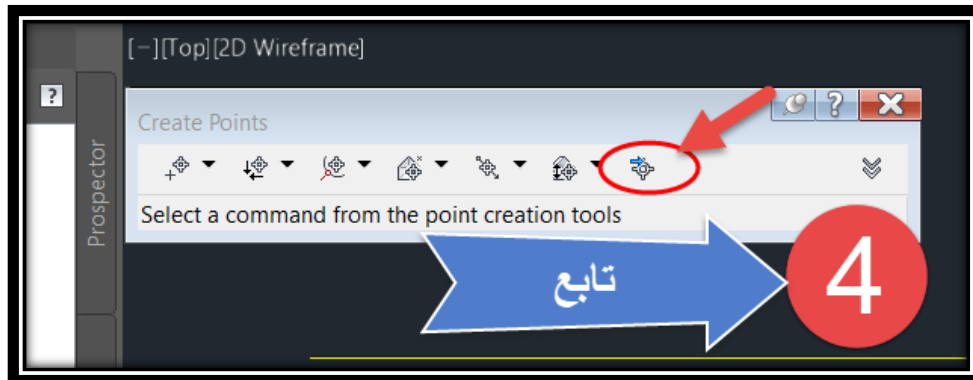 [−][Top][2D Wireframe]
?
Create Points
?
Prospector
Select a command from the point creation tools
تابع
4